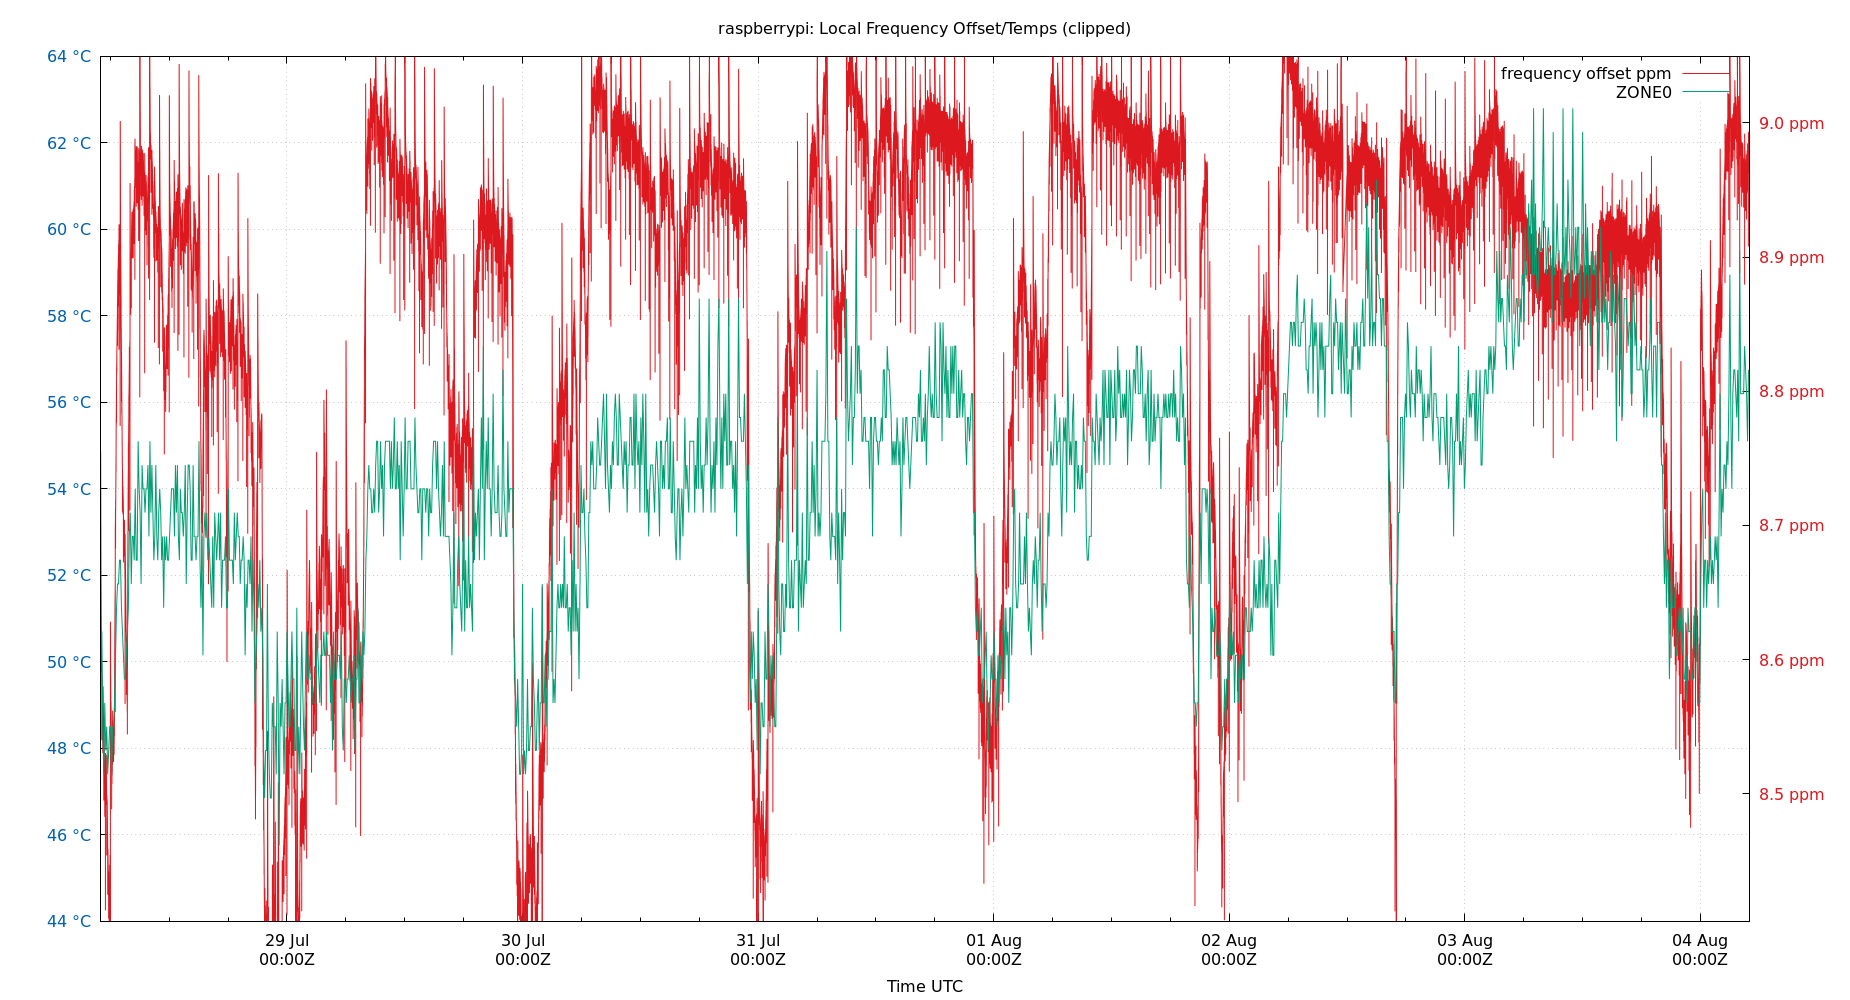 raspberrypi: Local Frequency Offset/Temps (clipped)
frequency offset ppm
ZONE0
64 °C
62 °C
60 °C
58 °C
56 °C
54 °C
52 °C
50 °C
48 °C
46 °C
44 °C
9.0 ppm
8.9 ppm
8.8 ppm
8.7 ppm
8.6 ppm
8.5 ppm
29 Jul
00:00Z
30 Jul
00:00Z
31 Jul
00:00Z
01 Aug
00:00Z
02 Aug
00:00Z
03 Aug
00:00Z
04 Aug
00:00Z
Time UTC